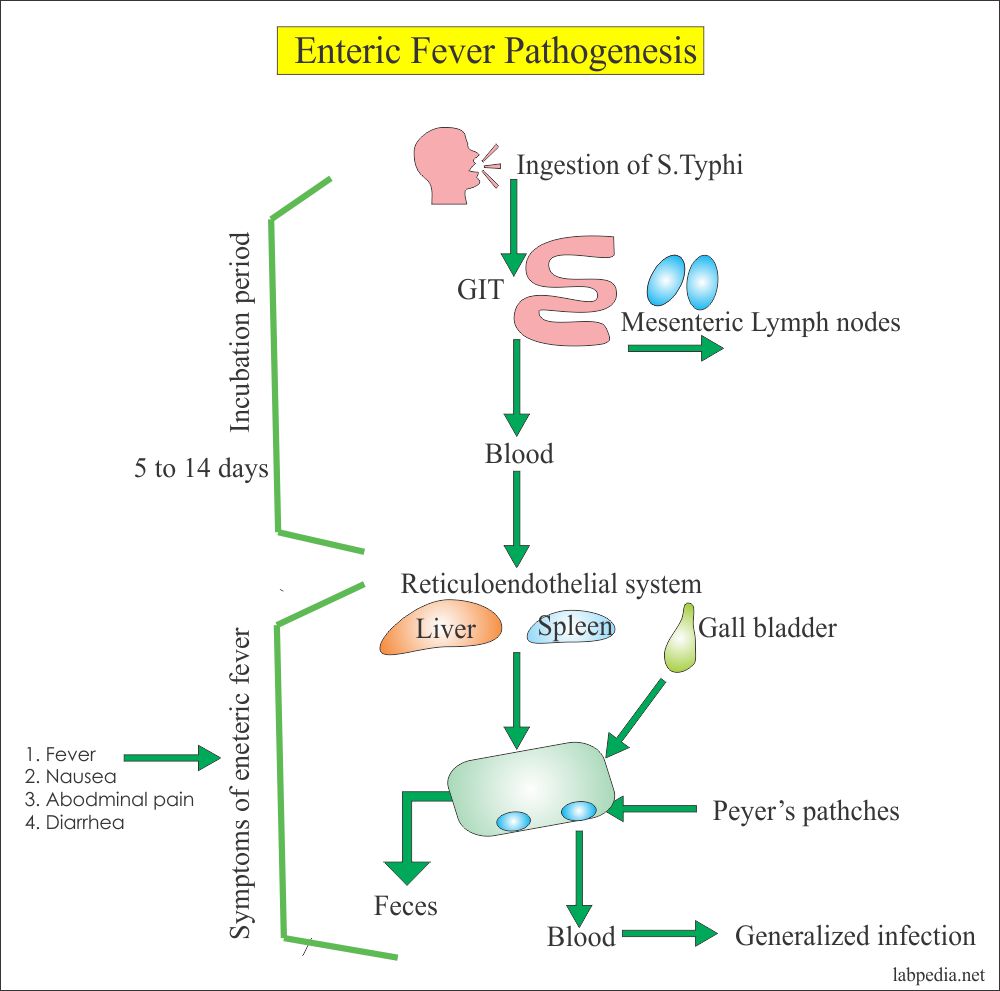 Enteric Fever Pathogenesis
Ingestion of S.Typhi
GIT
Mesenteric Lymph nodes
Incubation period
5 to 14 days
Blood
Reticuloendothelial system
Liver
Spleen
Gall bladder
Symptoms of eneteric fever
1. Fever
2. Nausea
3. Abodminal pain
4. Diarrhea
Peyer's pathches
Feces
Blood
Generalized infection
labpedia.net